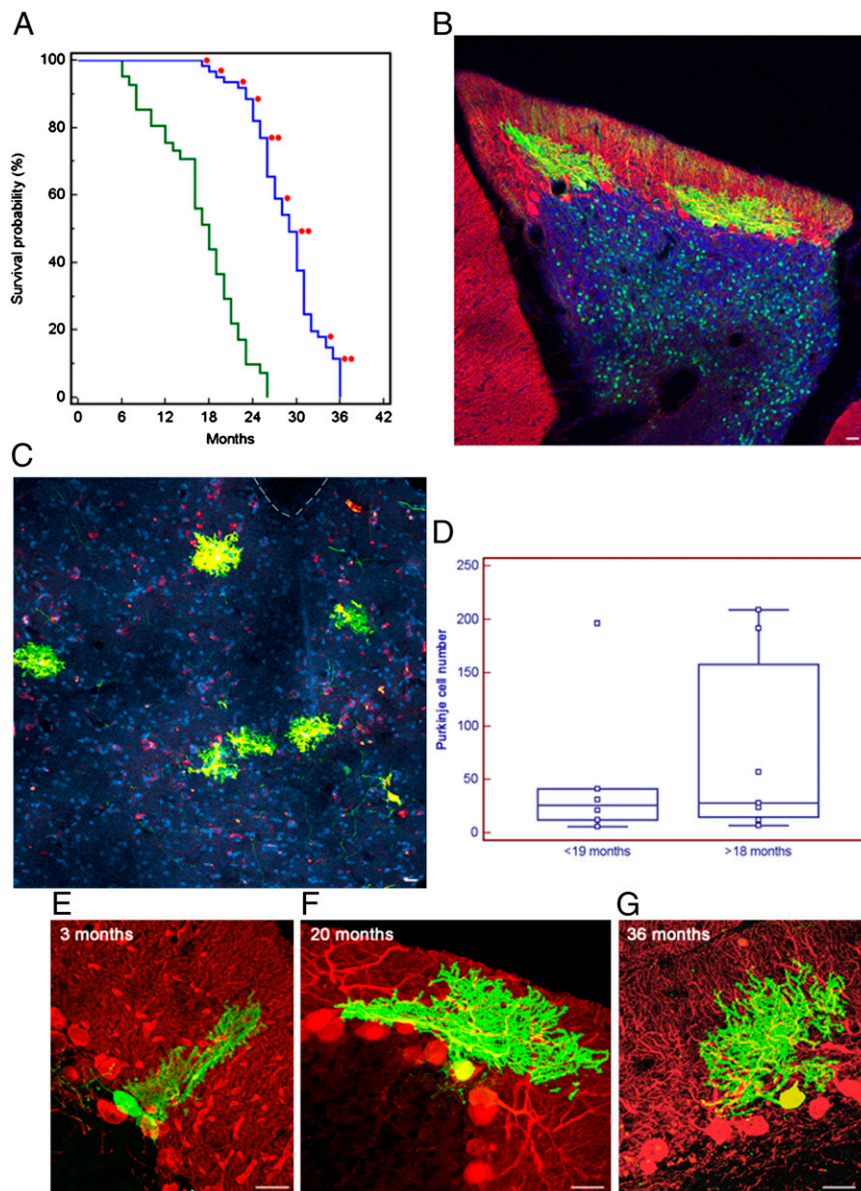 A
100
80
60
40
20
0
Survival probability (%)
0 6 12 18 24 30 36 42
Months
B
C
D
250
200
150
100
50
0
Purkinje cell number
<19 months
>18 months
E
3 months
F
20 months
G
36 months